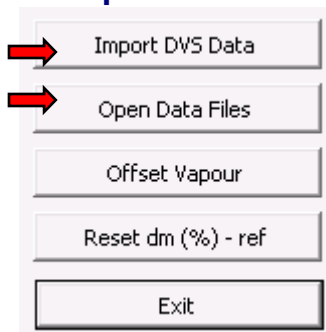 Import DVS Data
Open Data Files
Offset Vapour
Reset dm (%) - ref
Exit